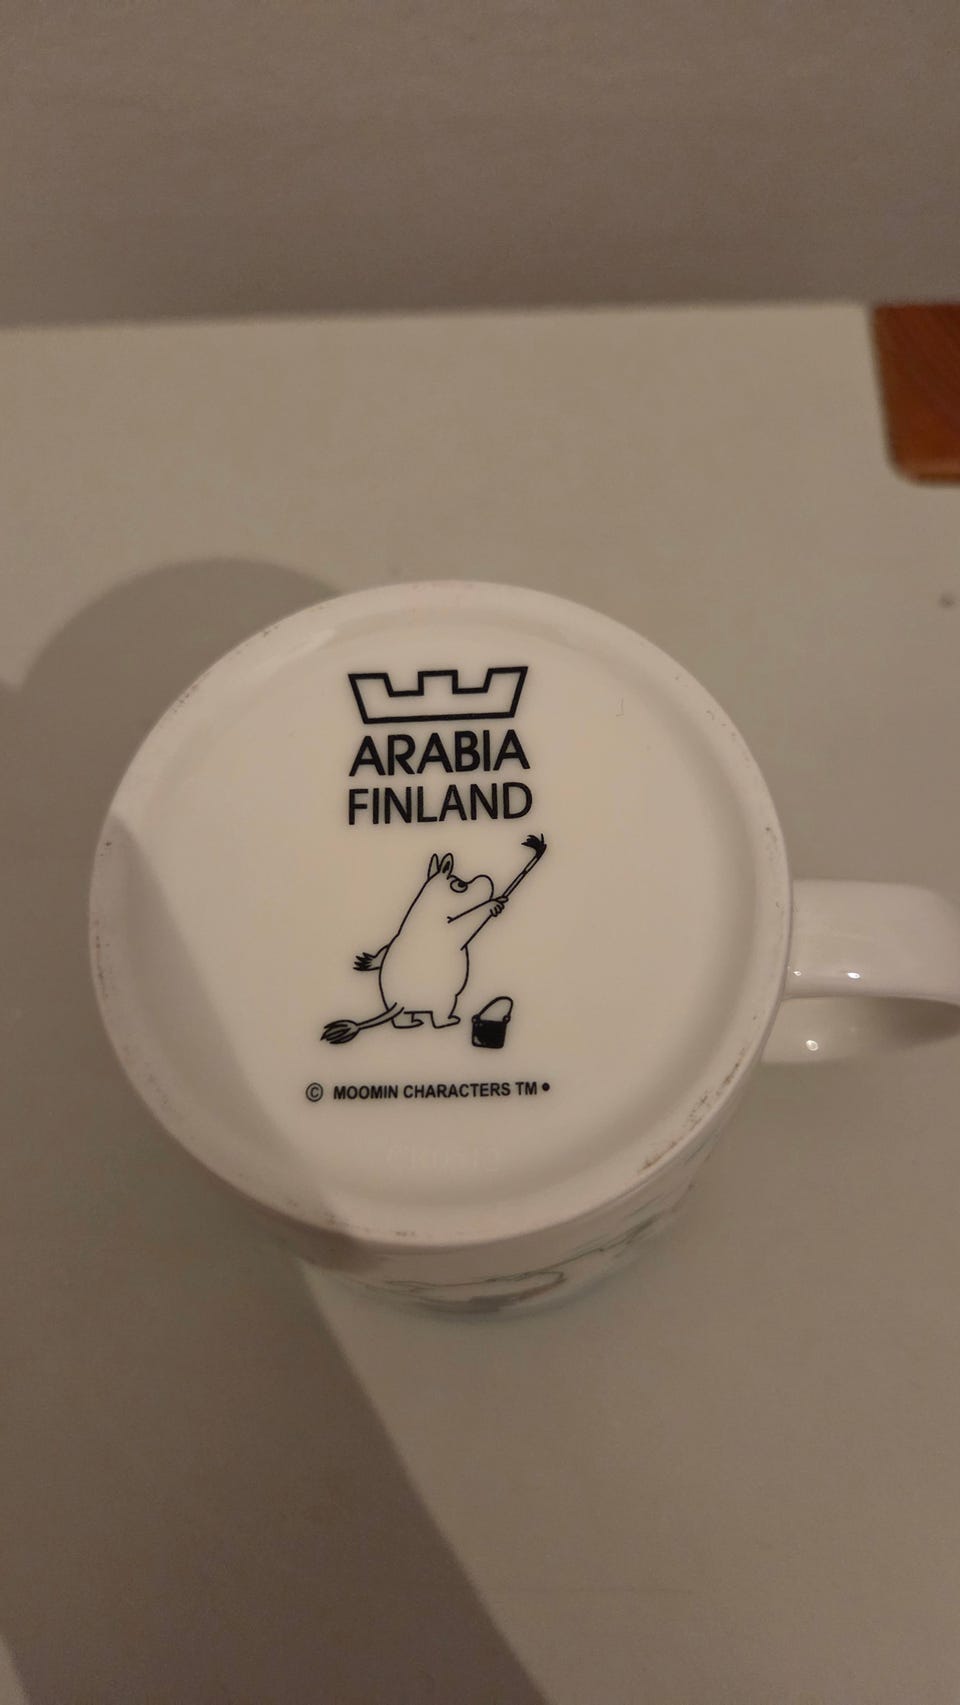 ARABIA
FINLAND
© MOOMIN CHARACTERS TM •